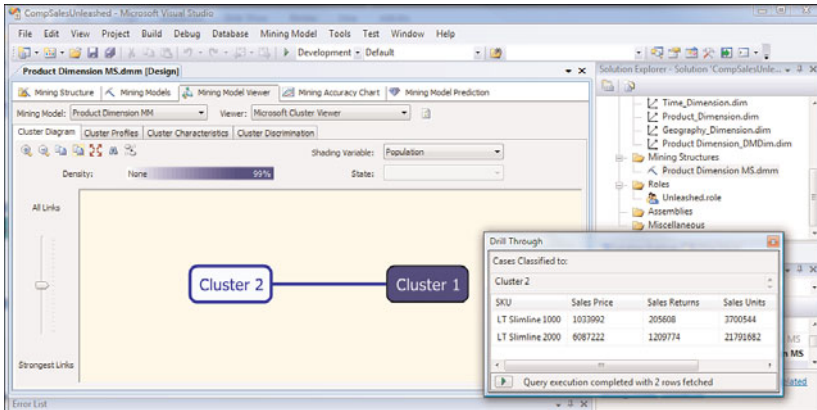 CompSalesUnleashed - Microsoft Visual Studio
File Edit View Project Build Debug Database Mining Model Tools Test Window Help
Development Default
Product Dimension MS.dmm [Design]
Solution Explorer - Solution 'CompSalesUnle...
Mining Structure Mining Models Mining Model Viewer Mining Accuracy Chart Mining Model Prediction
Mining Model: Product Dimension MM Viewer: Microsoft Cluster Viewer
Cluster Diagram Cluster Profiles Cluster Characteristics Cluster Discrimination
Shading Variable: Population
Density: None 99% State:
All Links
Strongest Links
Cluster 2
Cluster 1
Time_Dimension.dim
Product_Dimension.dim
Geography_Dimension.dim
Product Dimension_DMDim.dim
Mining Structures
Product Dimension MS.dmm
Roles
Unleashed.role
Assemblies
Miscellaneous
Drill Through
Cases Classified to:
Cluster 2
SKU Sales Price Sales Returns Sales Units
LT Slimline 1000 1033992 205608 3700544
LT Slimline 2000 6087222 1209774 21791682
Query execution completed with 2 rows fetched
MS
MS
Error List